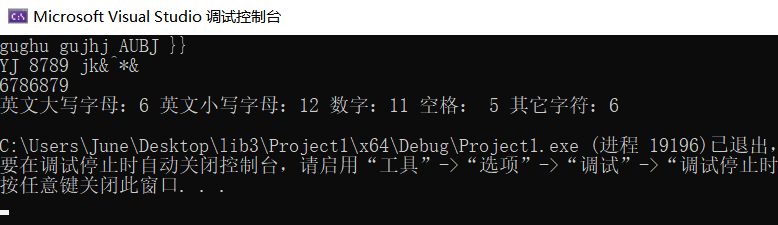 Microsoft Visual Studio 调试控制台
gughu gujhj AUBJ }}
YJ 8789 jk&^*&
6786879
英文大写字母：6 英文小写字母：12 数字：11 空格： 5 其它字符：6
C:\Users\June\Desktop\lib3\Project1\x64\Debug\Project1.exe (进程 19196)已退出，
要在调试停止时自动关闭控制台，请启用“工具”->“选项”->“调试”->“调试停止时
按任意键关闭此窗口. . .